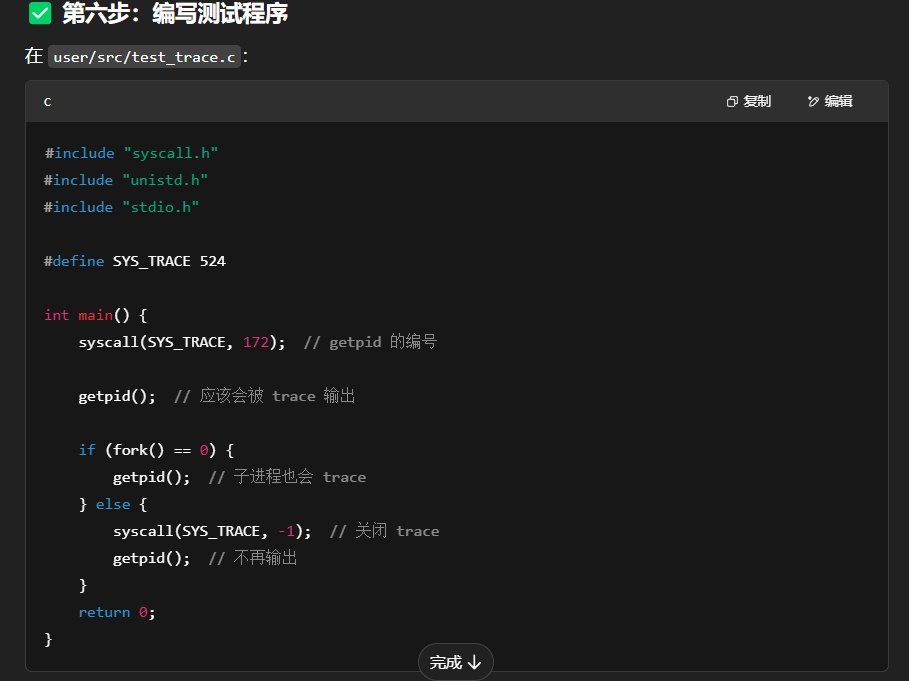 ✅ 第六步：编写测试程序
在 user/src/test_trace.c：
c 复制 编辑
#include "syscall.h"
#include "unistd.h"
#include "stdio.h"
#define SYS_TRACE 524
int main() {
    syscall(SYS_TRACE, 172);  // getpid 的编号
    getpid();  // 应该会被 trace 输出
    if (fork() == 0) {
        getpid();  // 子进程也会 trace
    } else {
        syscall(SYS_TRACE, -1);  // 关闭 trace
        getpid();  // 不再输出
    }
    return 0;
}
完成 ↓